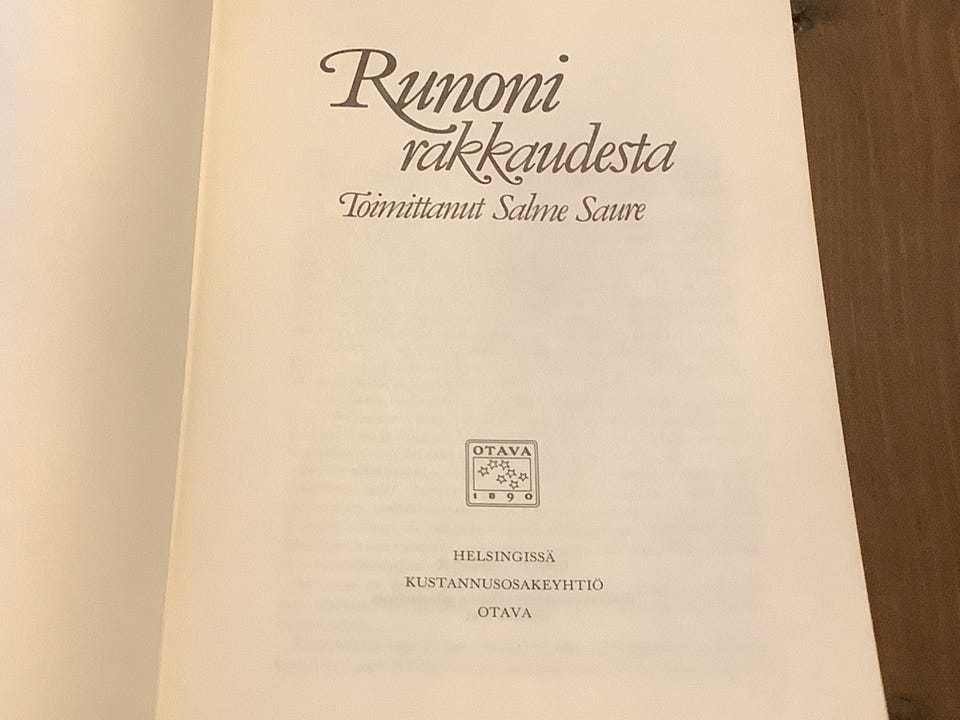 Runoni
rakkaudesta
Toimittanut Salme Saure
OTAVA
1890
HELSINGISSÄ
KUSTANNUSOSAKEYHTIÖ
OTAVA